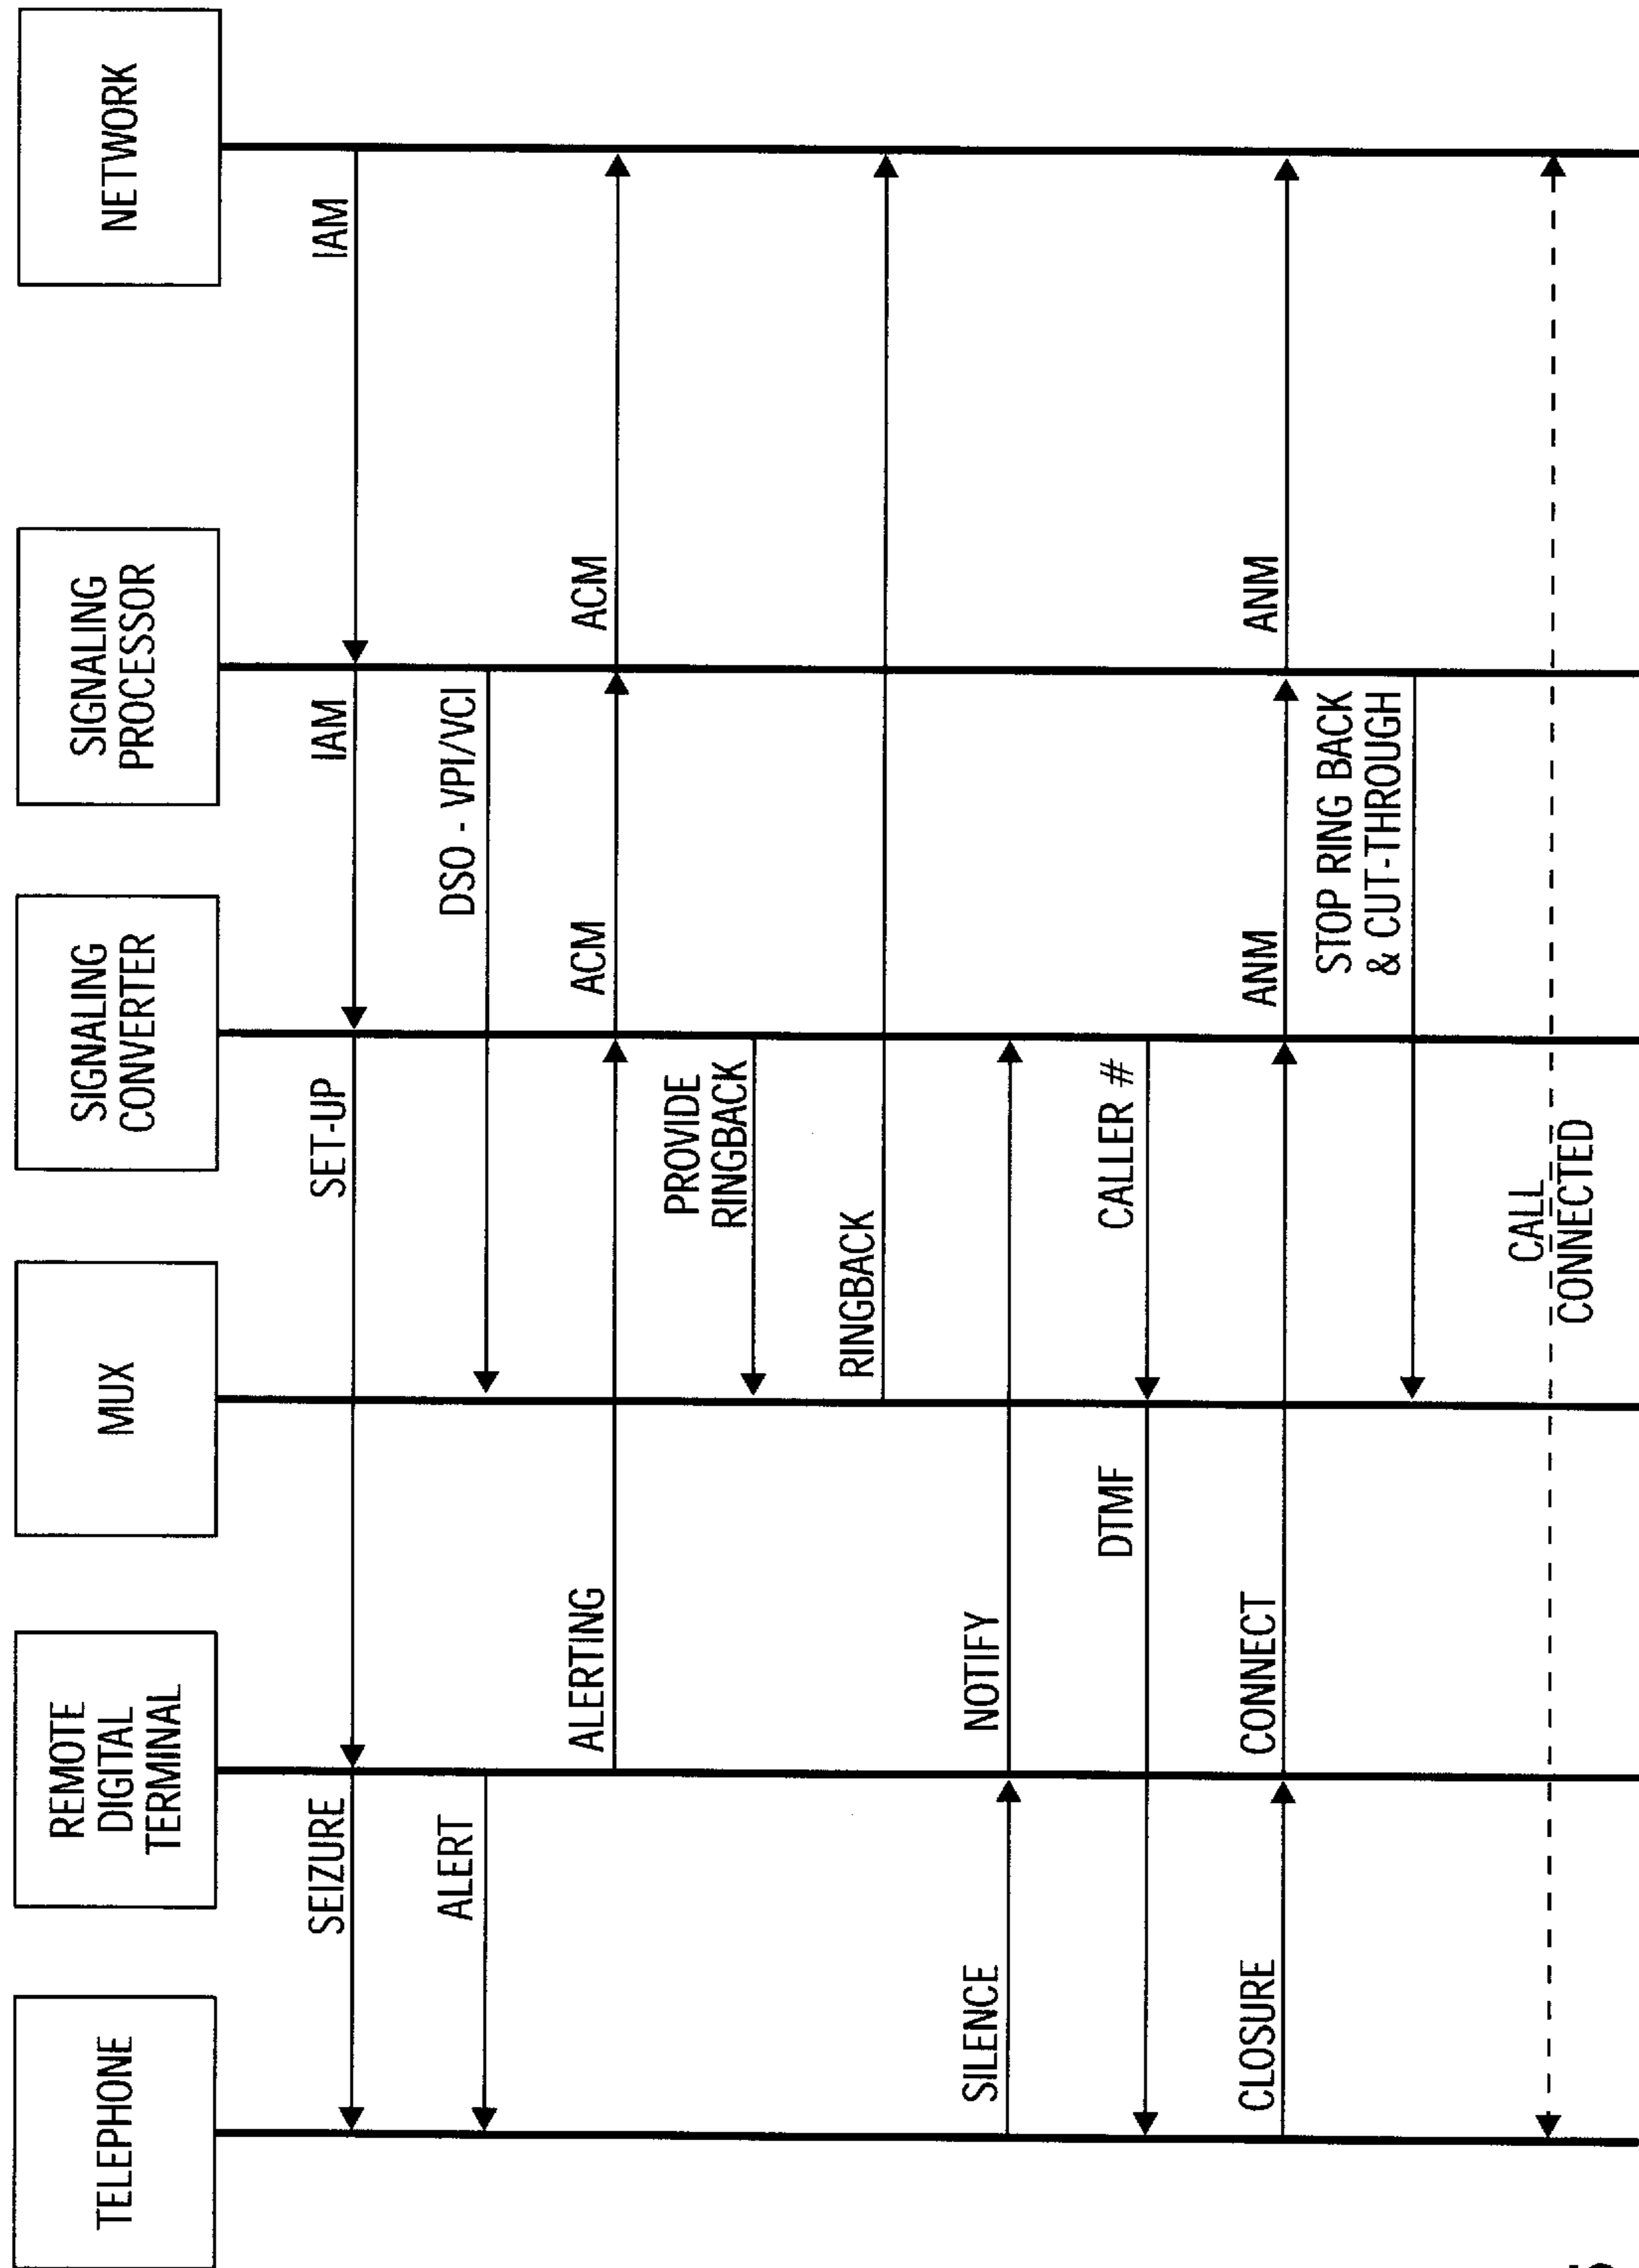 TELEPHONE
REMOTE
DIGITAL
TERMINAL
MUX
SIGNALING
CONVERTER
SIGNALING
PROCESSOR
NETWORK
SEIZURE
SET-UP
IAM
IAM
ALERT
DSO - VPI/VCI
ALERTING
ACM
ACM
PROVIDE
RINGBACK
RINGBACK
SILENCE
NOTIFY
DTMF
CALLER #
CLOSURE
CONNECT
ANM
ANM
STOP RING BACK
& CUT-THROUGH
CALL
CONNECTED